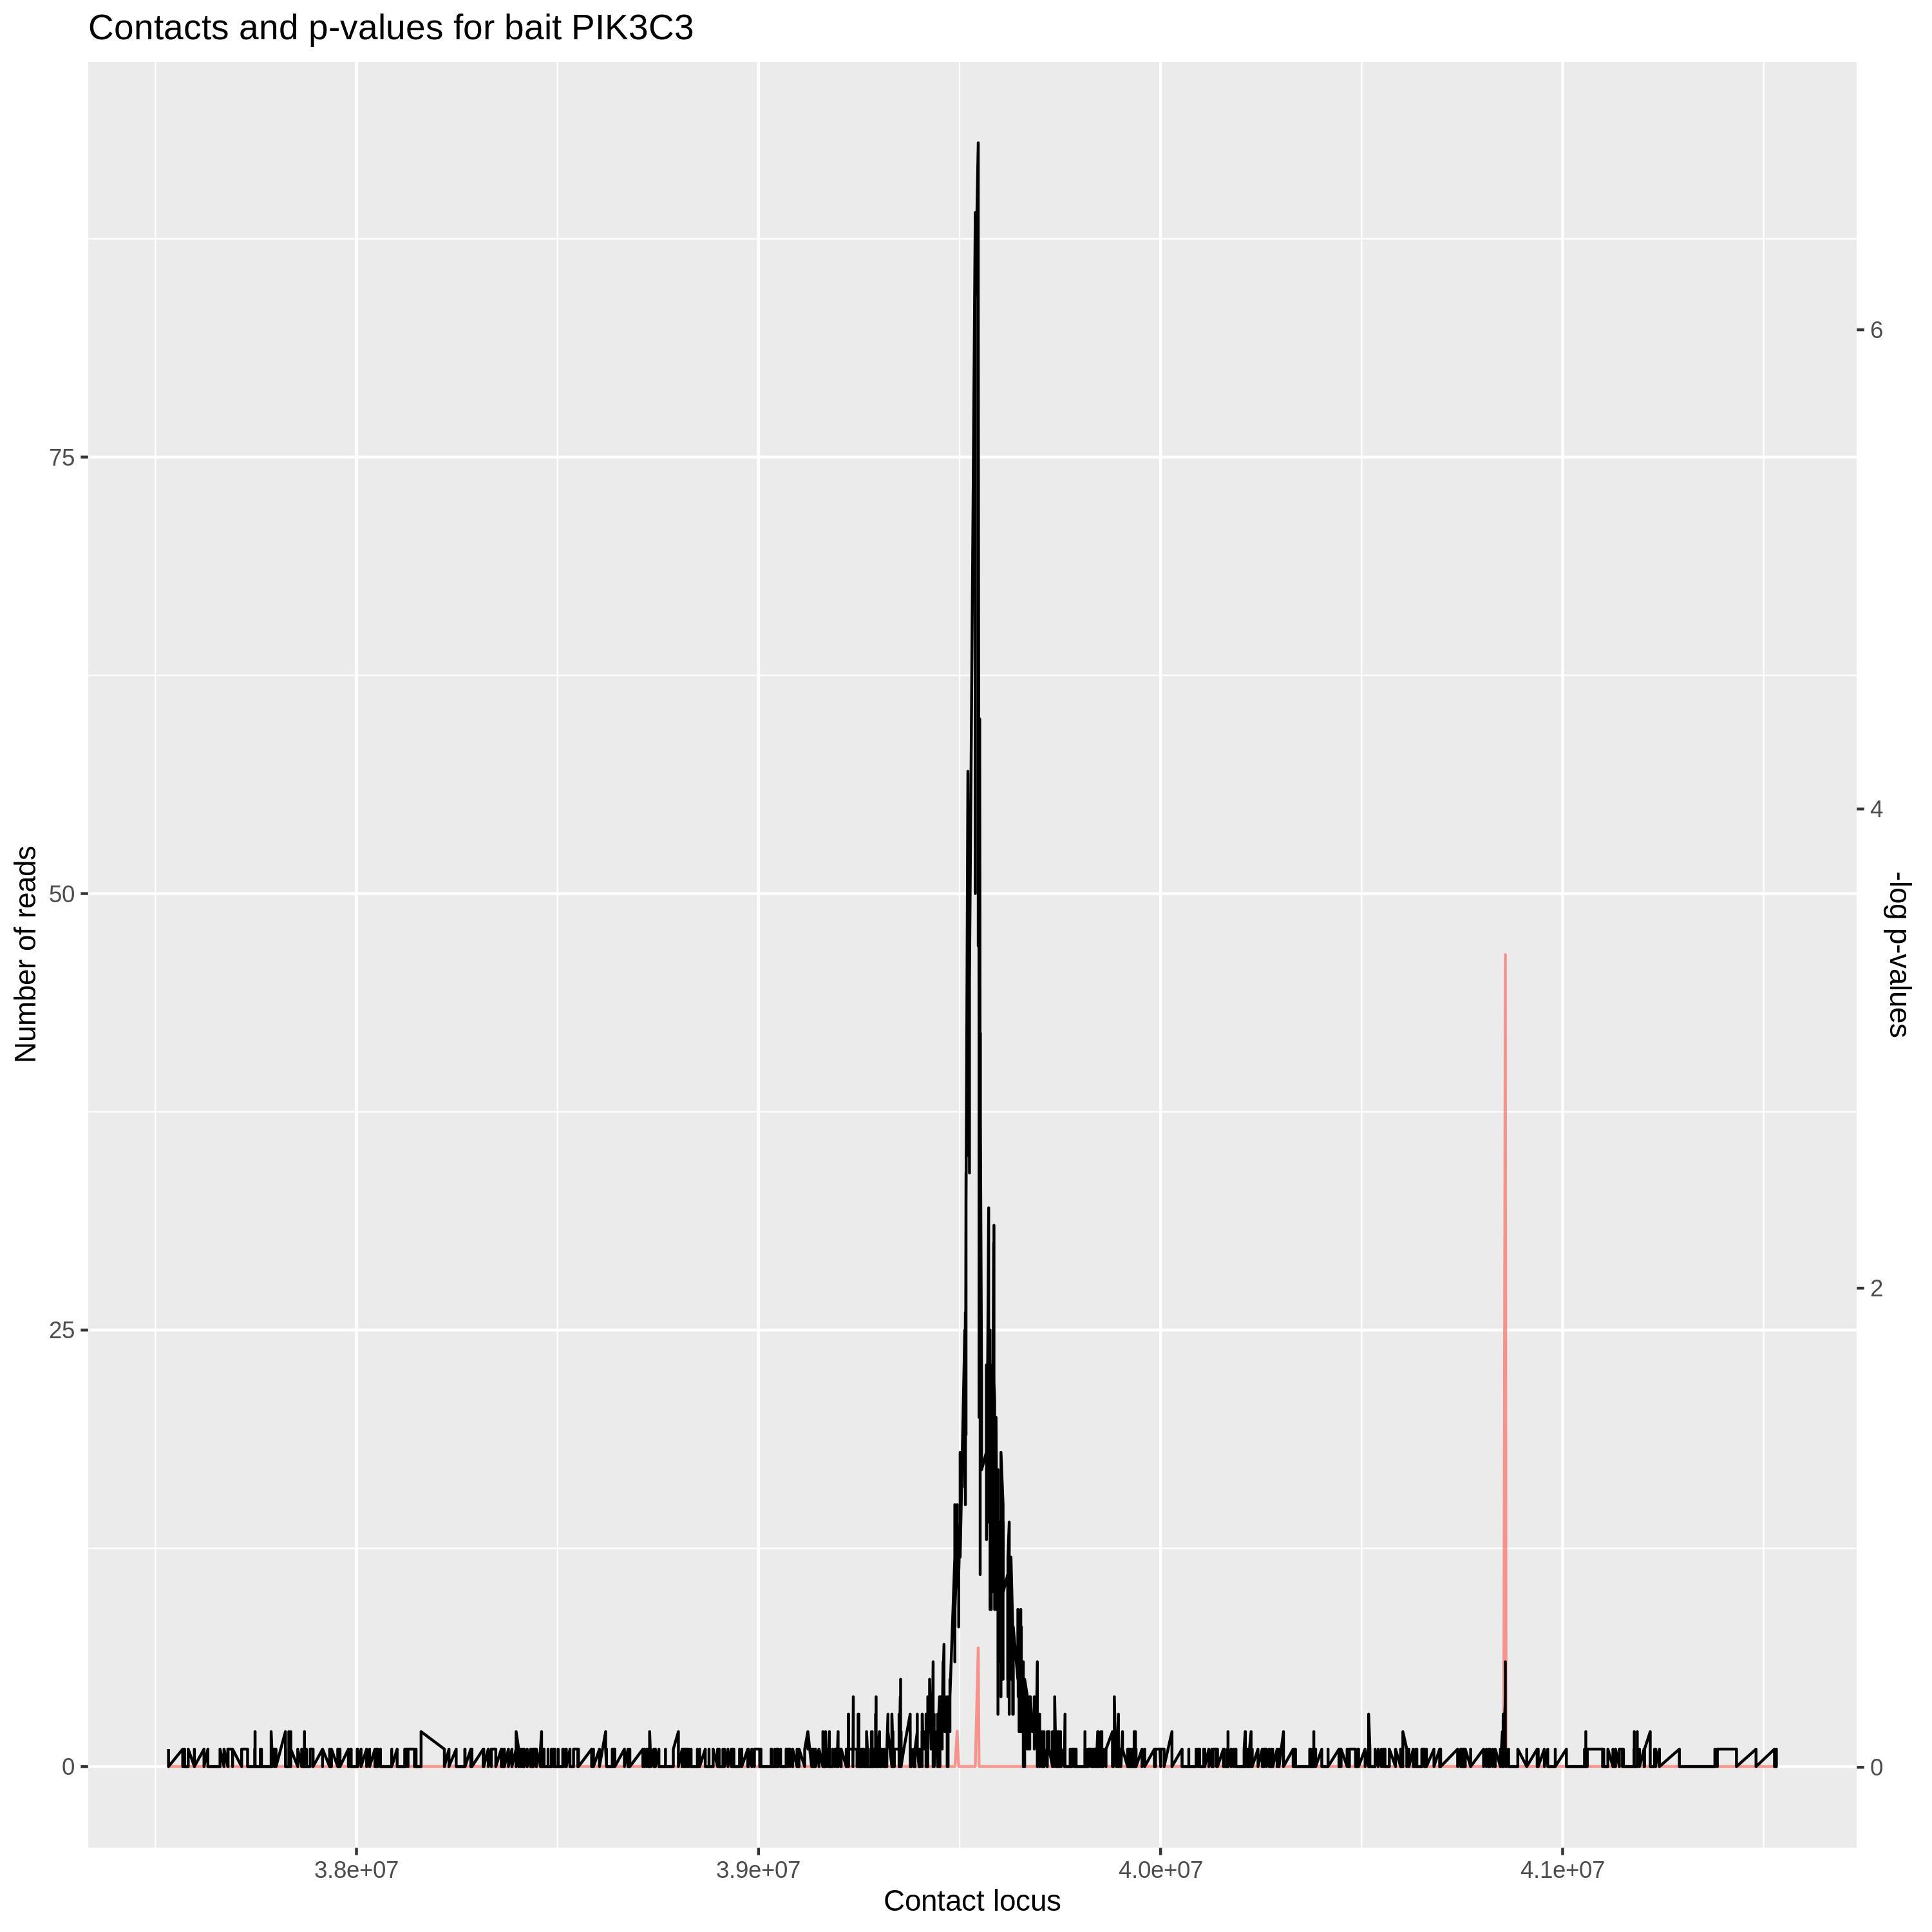 Contacts and p-values for bait PIK3C3
75
50
25
0
6
4
2
0
Number of reads
-log p-values
3.8e+07
3.9e+07
4.0e+07
4.1e+07
Contact locus